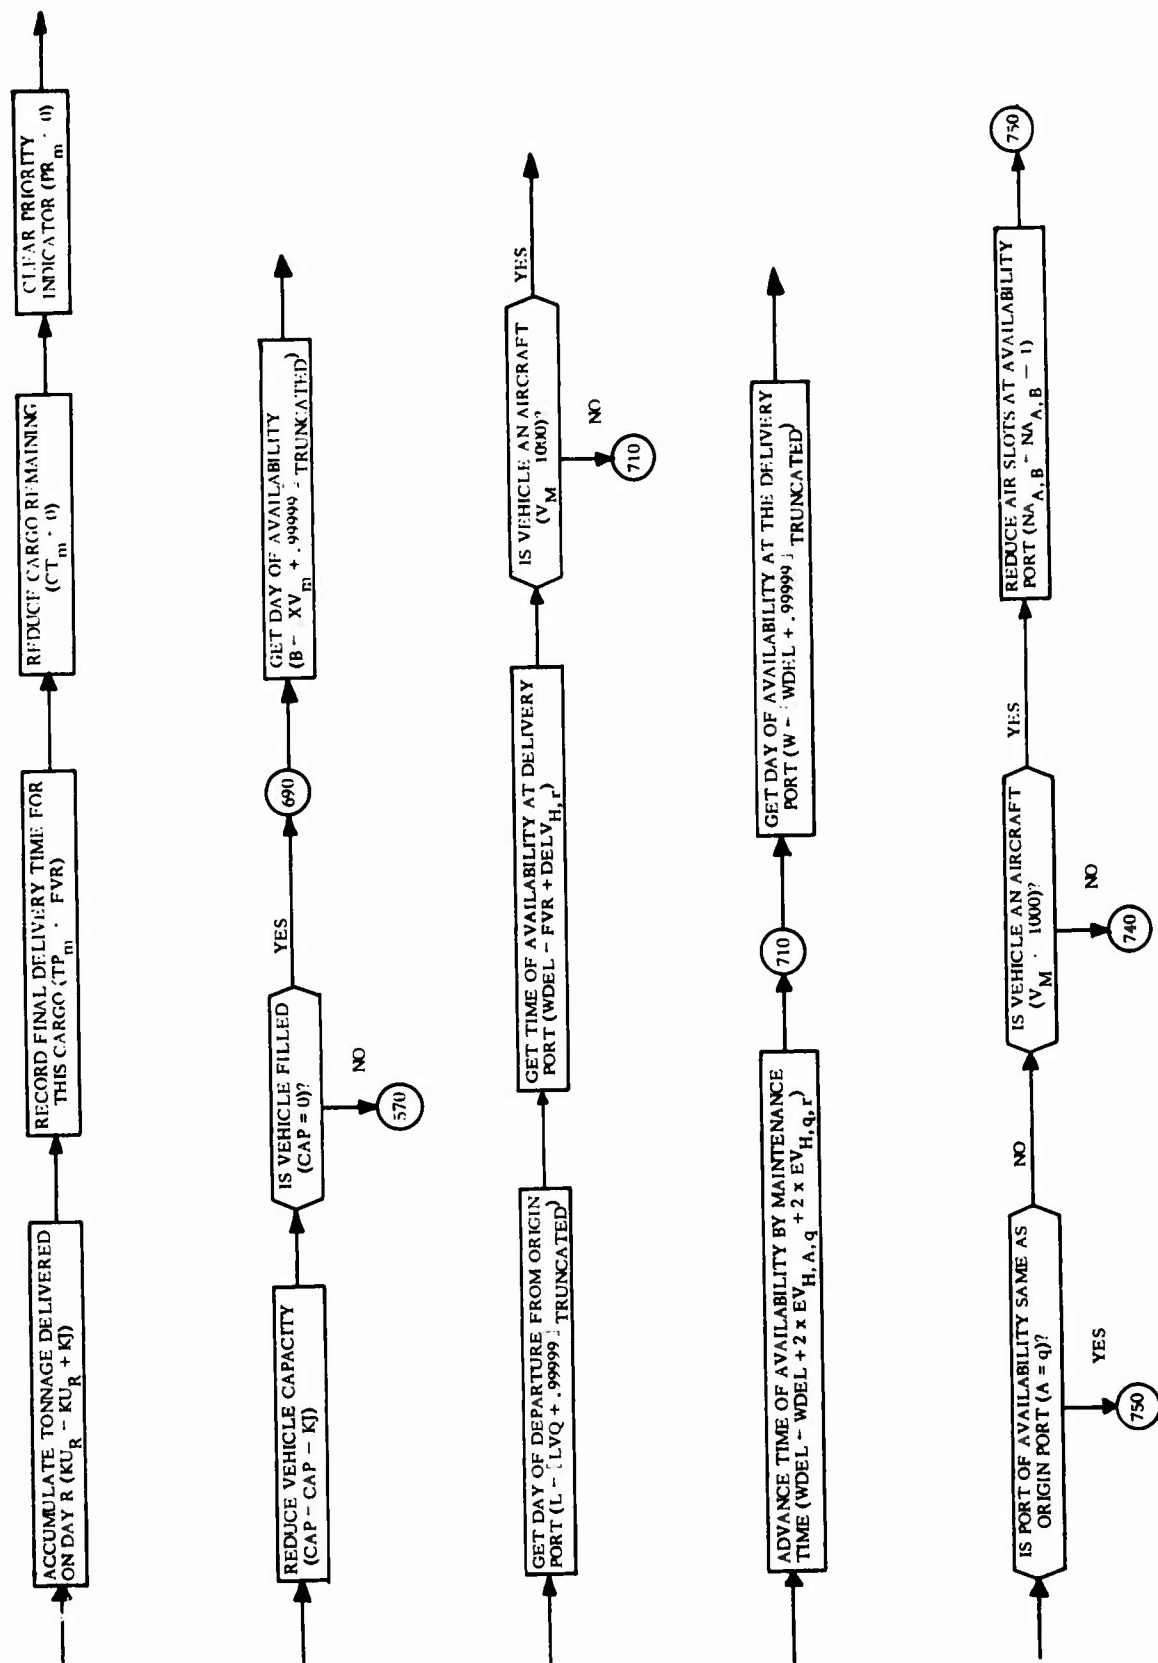 ACCUMULATE TONNAGE DELIVERED
ON DAY R (KU_R – KU_R + KJ)
RECORD FINAL DELIVERY TIME FOR
THIS CARGO (TP_m · FVR)
REDUCE CARGO REMAINING
(CT_m · 0)
CLEAR PRIORITY
INDICATOR (PR_m · 0)
REDUCE VEHICLE CAPACITY
(CAP – CAP – KJ)
IS VEHICLE FILLED
(CAP = 0)?
YES
NO
570
690
GET DAY OF AVAILABILITY
(B – XV_m + .99999 TRUNCATED)
GET DAY OF DEPARTURE FROM ORIGIN
PORT (L – [LVQ + .99999] TRUNCATED)
GET TIME OF AVAILABILITY AT DELIVERY
PORT (WDEL – FVR + DELV_H,r)
IS VEHICLE AN AIRCRAFT
(V_M 1000)?
YES
NO
710
ADVANCE TIME OF AVAILABILITY BY MAINTENANCE
TIME (WDEL – WDEL + 2 x EV_H,A,q + 2 x EV_H,q,r)
710
GET DAY OF AVAILABILITY AT THE DELIVERY
PORT (W – [WDEL + .99999] TRUNCATED)
IS PORT OF AVAILABILITY SAME AS
ORIGIN PORT (A = q)?
NO
YES
750
IS VEHICLE AN AIRCRAFT
(V_M · 1000)?
YES
NO
740
REDUCE AIR SLOTS AT AVAILABILITY
PORT (NA_A,B – NA_A,B – 1)
750